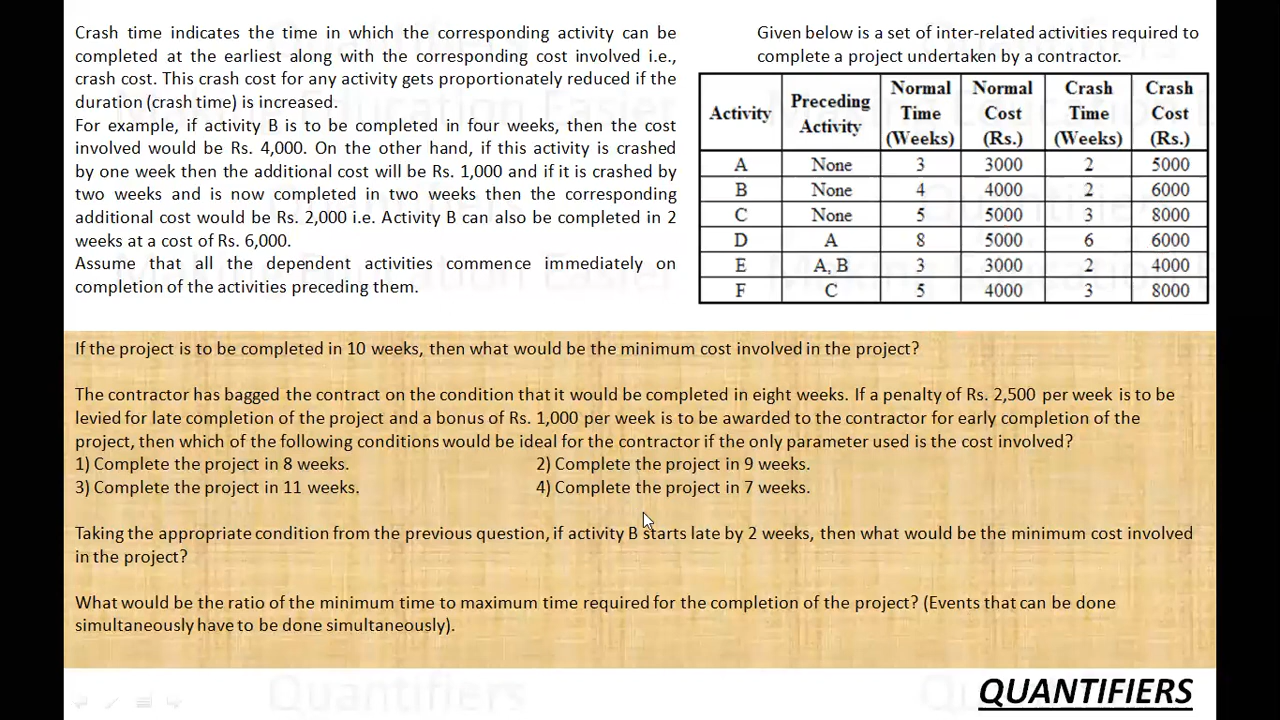 Crash time indicates the time in which the corresponding activity can be
completed at the earliest along with the corresponding cost involved i.e.,
crash cost. This crash cost for any activity gets proportionately reduced if the
duration (crash time) is increased.
For example, if activity B is to be completed in four weeks, then the cost
involved would be Rs. 4,000. On the other hand, if this activity is crashed
by one week then the additional cost will be Rs. 1,000 and if it is crashed by
two weeks and is now completed in two weeks then the corresponding
additional cost would be Rs. 2,000 i.e. Activity B can also be completed in 2
weeks at a cost of Rs. 6,000.
Assume that all the dependent activities commence immediately on
completion of the activities preceding them.
Given below is a set of inter-related activities required to
complete a project undertaken by a contractor.
Activity Preceding Activity Normal Time (Weeks) Normal Cost (Rs.) Crash Time (Weeks) Crash Cost (Rs.)
A None 3 3000 2 5000
B None 4 4000 2 6000
C None 5 5000 3 8000
D A 8 5000 6 6000
E A, B 3 3000 2 4000
F C 5 4000 3 8000
If the project is to be completed in 10 weeks, then what would be the minimum cost involved in the project?
The contractor has bagged the contract on the condition that it would be completed in eight weeks. If a penalty of Rs. 2,500 per week is to be
levied for late completion of the project and a bonus of Rs. 1,000 per week is to be awarded to the contractor for early completion of the
project, then which of the following conditions would be ideal for the contractor if the only parameter used is the cost involved?
1) Complete the project in 8 weeks. 2) Complete the project in 9 weeks.
3) Complete the project in 11 weeks. 4) Complete the project in 7 weeks.
Taking the appropriate condition from the previous question, if activity B starts late by 2 weeks, then what would be the minimum cost involved
in the project?
What would be the ratio of the minimum time to maximum time required for the completion of the project? (Events that can be done
simultaneously have to be done simultaneously).
QUANTIFIERS
Quantifiers